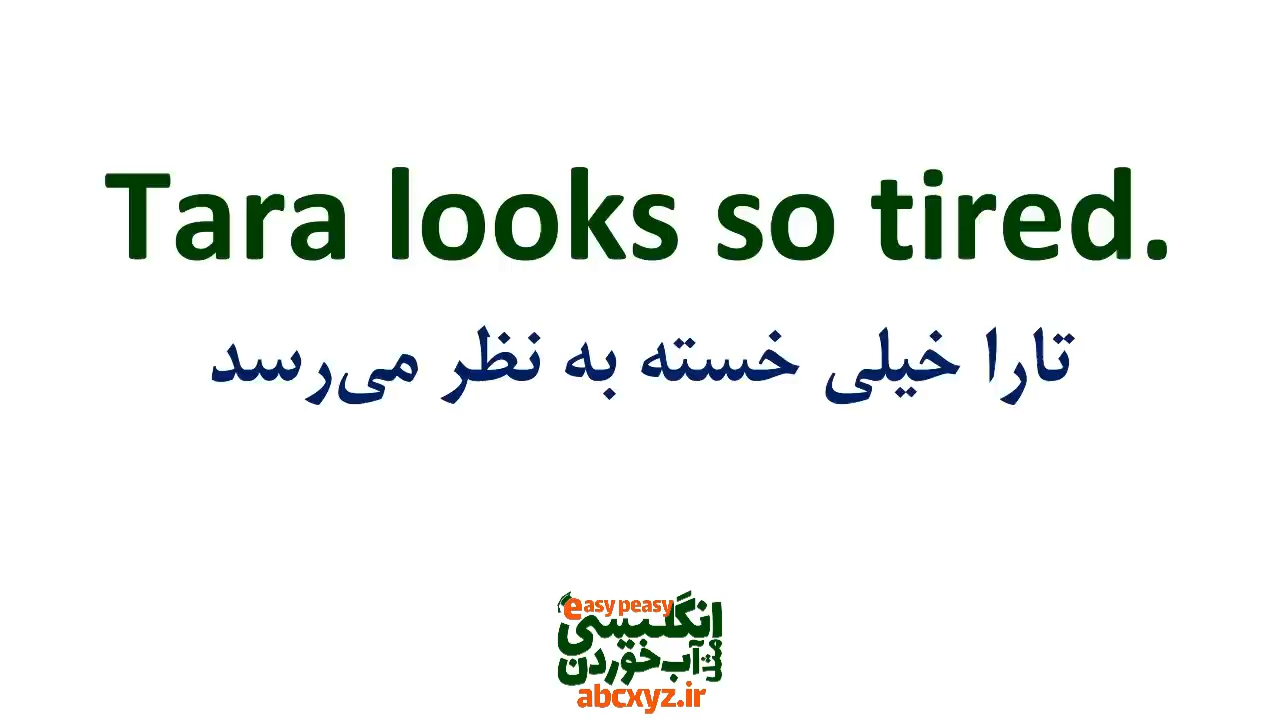 Tara looks so tired.
تارا خیلی خسته به نظر می‌رسد
easy peasy
انگلیسی
مثل آب خوردن
abcxyz.ir